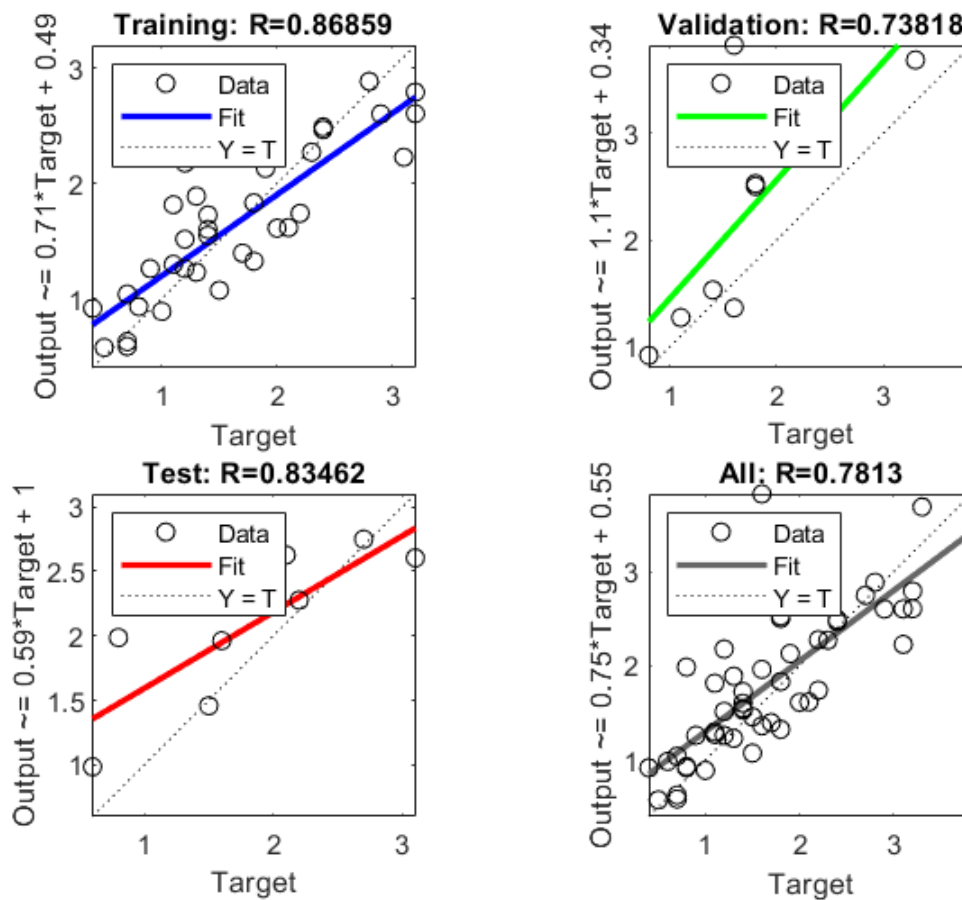 Training: R=0.86859
Output ~= 0.71*Target + 0.49
3
2
1
Data
Fit
Y = T
1
2
3
Target
Validation: R=0.73818
Output ~= 1.1*Target + 0.34
3
2
1
Data
Fit
Y = T
1
2
3
Target
Test: R=0.83462
Output ~= 0.59*Target + 1
3
2.5
2
1.5
1
Data
Fit
Y = T
1
2
3
Target
All: R=0.7813
Output ~= 0.75*Target + 0.55
3
2
1
Data
Fit
Y = T
1
2
3
Target